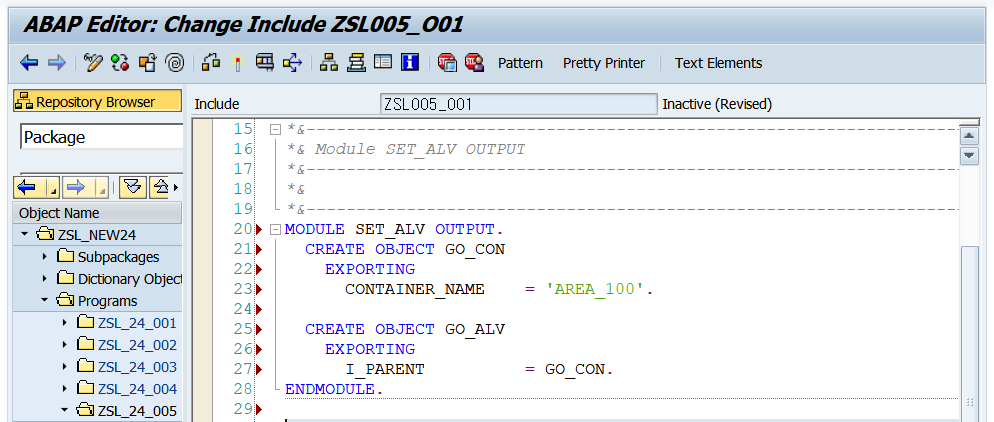 ABAP Editor: Change Include ZSL005_O01
Pattern Pretty Printer Text Elements
Repository Browser
Package
Object Name
ZSL_NEW24
Subpackages
Dictionary Objec
Programs
ZSL_24_001
ZSL_24_002
ZSL_24_003
ZSL_24_004
ZSL_24_005
Include ZSL005_O01 Inactive (Revised)
15 *&---------------------------------------------------------------------
16 *& Module SET_ALV OUTPUT
17 *&---------------------------------------------------------------------
18 *&
19 *&---------------------------------------------------------------------
20 MODULE SET_ALV OUTPUT.
21 CREATE OBJECT GO_CON
22 EXPORTING
23 CONTAINER_NAME = 'AREA_100'.
24
25 CREATE OBJECT GO_ALV
26 EXPORTING
27 I_PARENT = GO_CON.
28 ENDMODULE.
29